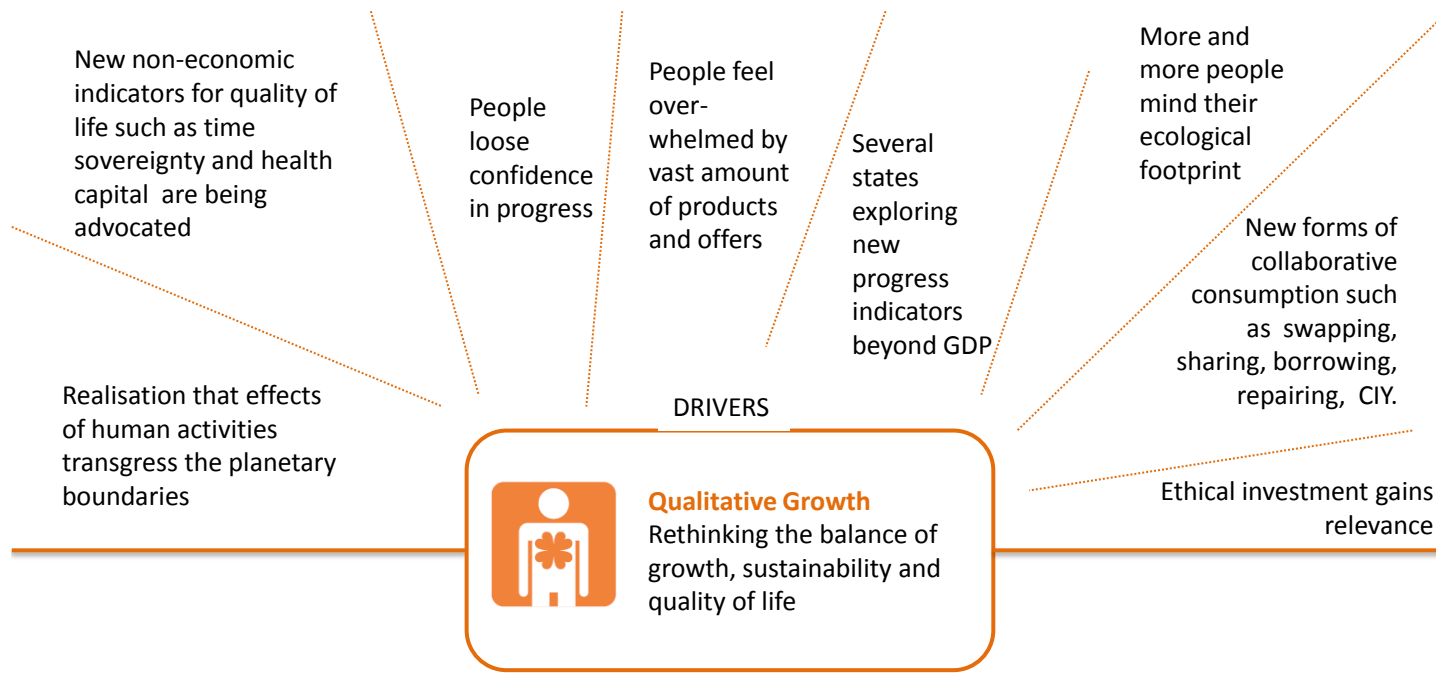 New non-economic
indicators for quality of
life such as time
sovereignty and health
capital are being
advocated
People
loose
confidence
in progress
People feel
over-
whelmed by
vast amount
of products
and offers
Several
states
exploring
new
progress
indicators
beyond GDP
More and
more people
mind their
ecological
footprint
New forms of
collaborative
consumption such
as swapping,
sharing, borrowing,
repairing, CIY.
Realisation that effects
of human activities
transgress the planetary
boundaries
DRIVERS
Ethical investment gains
relevance
Qualitative Growth
Rethinking the balance of
growth, sustainability and
quality of life